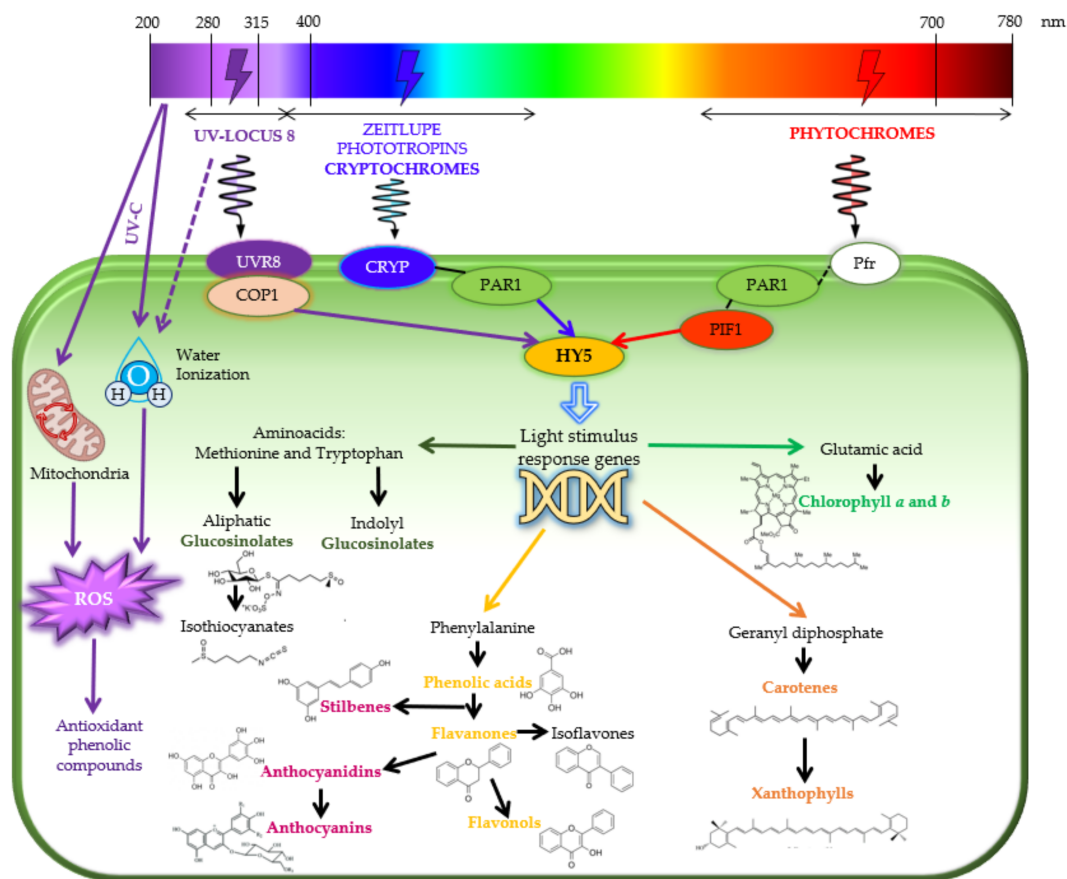 200 280 315 400 700 780 nm
UV-LOCUS 8
ZEITLUPE
PHOTOTROPINS
CRYPTOCHROMES
PHYTOCHROMES
UV-C
UVR8
COP1
CRYP
PAR1
HY5
PAR1
PIF1
Pfr
O
H H
Water
Ionization
Mitochondria
ROS
Antioxidant
phenolic
compounds
Light stimulus
response genes
Aminoacids:
Methionine and Tryptophan
Aliphatic
Glucosinolates
Indolyl
Glucosinolates
Isothiocyanates
Glutamic acid
Chlorophyll a and b
Phenylalanine
Phenolic acids
Stilbenes
Flavanones
Isoflavones
Anthocyanidins
Anthocyanins
Flavonols
Geranyl diphosphate
Carotenes
Xanthophylls